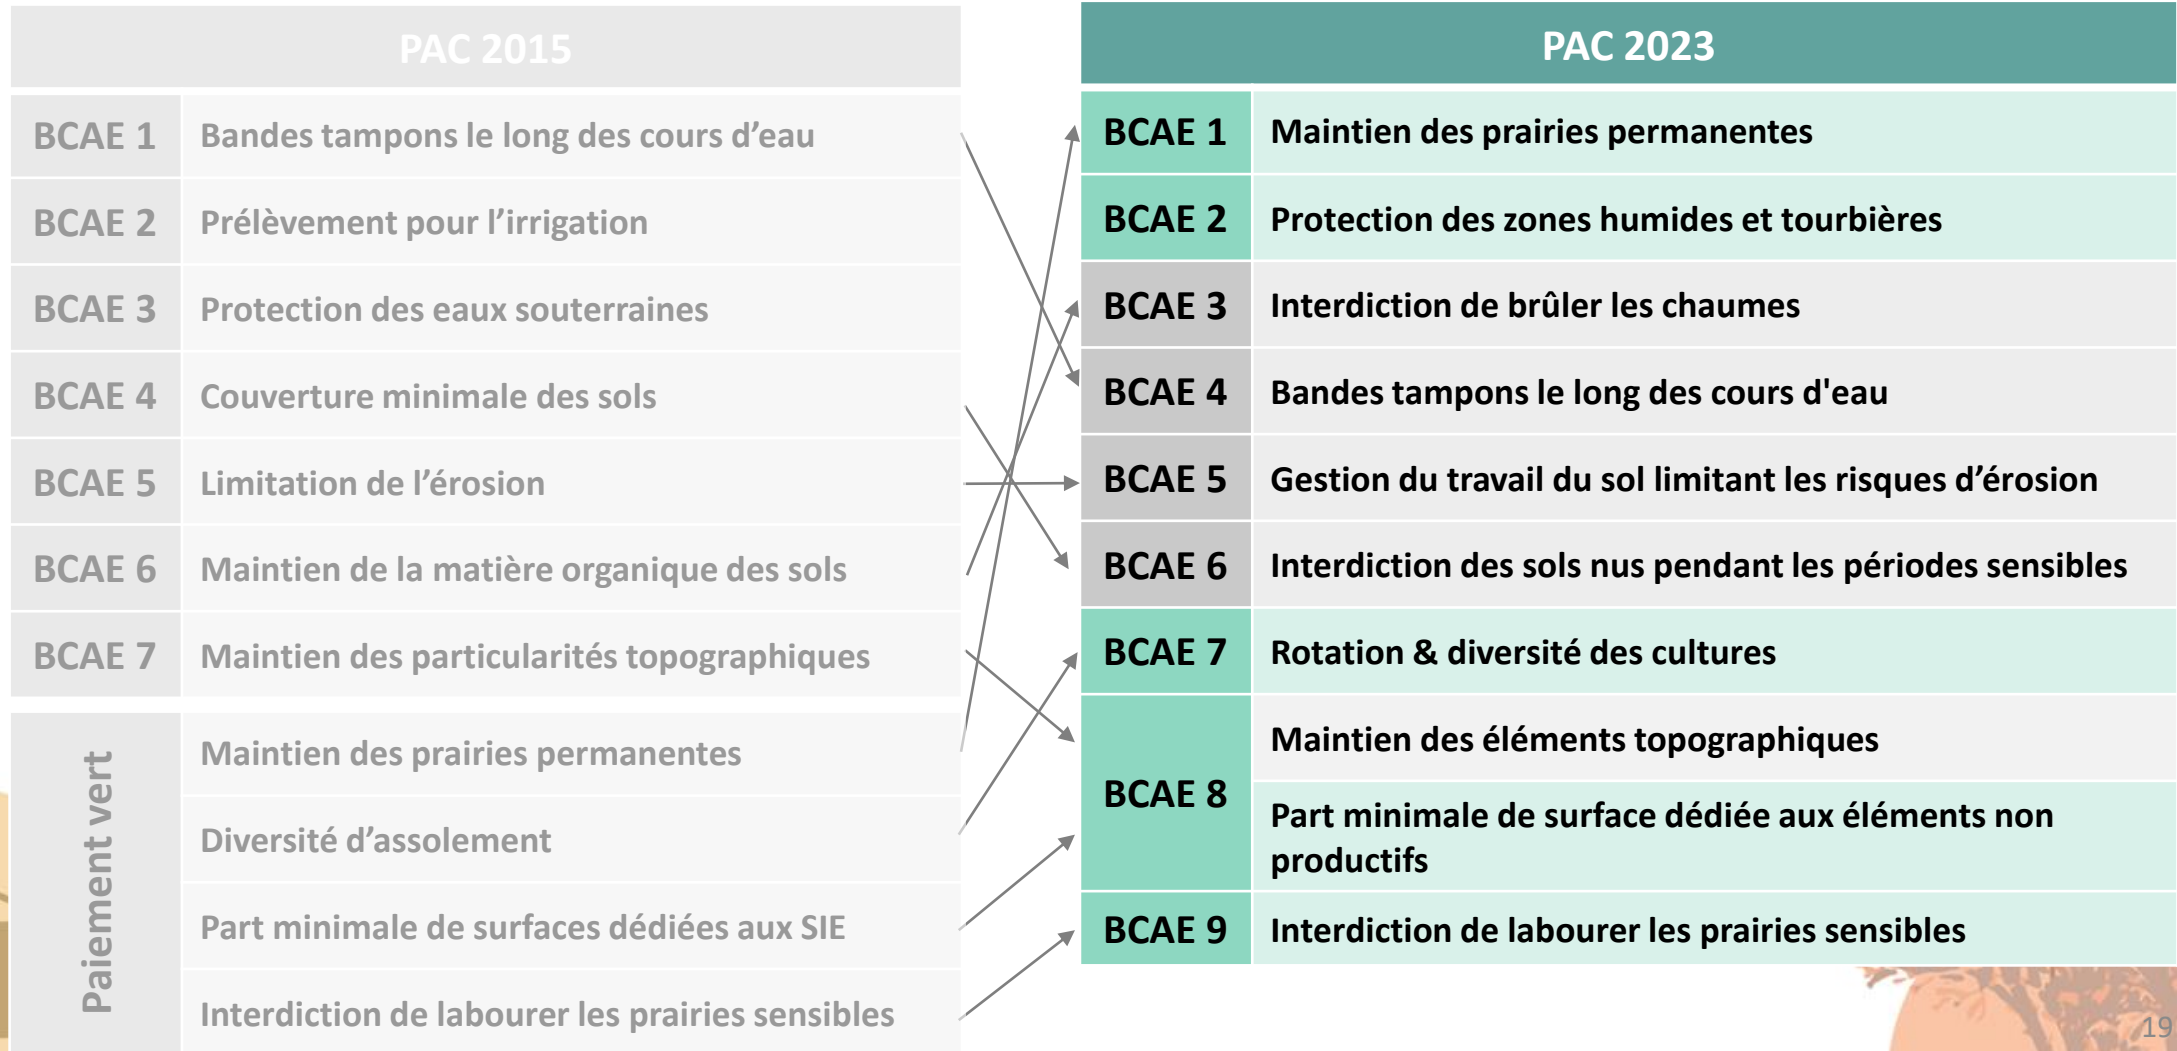 PAC 2015
BCAE 1 Bandes tampons le long des cours d’eau
BCAE 2 Prélèvement pour l’irrigation
BCAE 3 Protection des eaux souterraines
BCAE 4 Couverture minimale des sols
BCAE 5 Limitation de l’érosion
BCAE 6 Maintien de la matière organique des sols
BCAE 7 Maintien des particularités topographiques
Paiement vert
Maintien des prairies permanentes
Diversité d’assolement
Part minimale de surfaces dédiées aux SIE
Interdiction de labourer les prairies sensibles
PAC 2023
BCAE 1 Maintien des prairies permanentes
BCAE 2 Protection des zones humides et tourbières
BCAE 3 Interdiction de brûler les chaumes
BCAE 4 Bandes tampons le long des cours d'eau
BCAE 5 Gestion du travail du sol limitant les risques d’érosion
BCAE 6 Interdiction des sols nus pendant les périodes sensibles
BCAE 7 Rotation & diversité des cultures
BCAE 8
Maintien des éléments topographiques
Part minimale de surface dédiée aux éléments non
productifs
BCAE 9 Interdiction de labourer les prairies sensibles
19